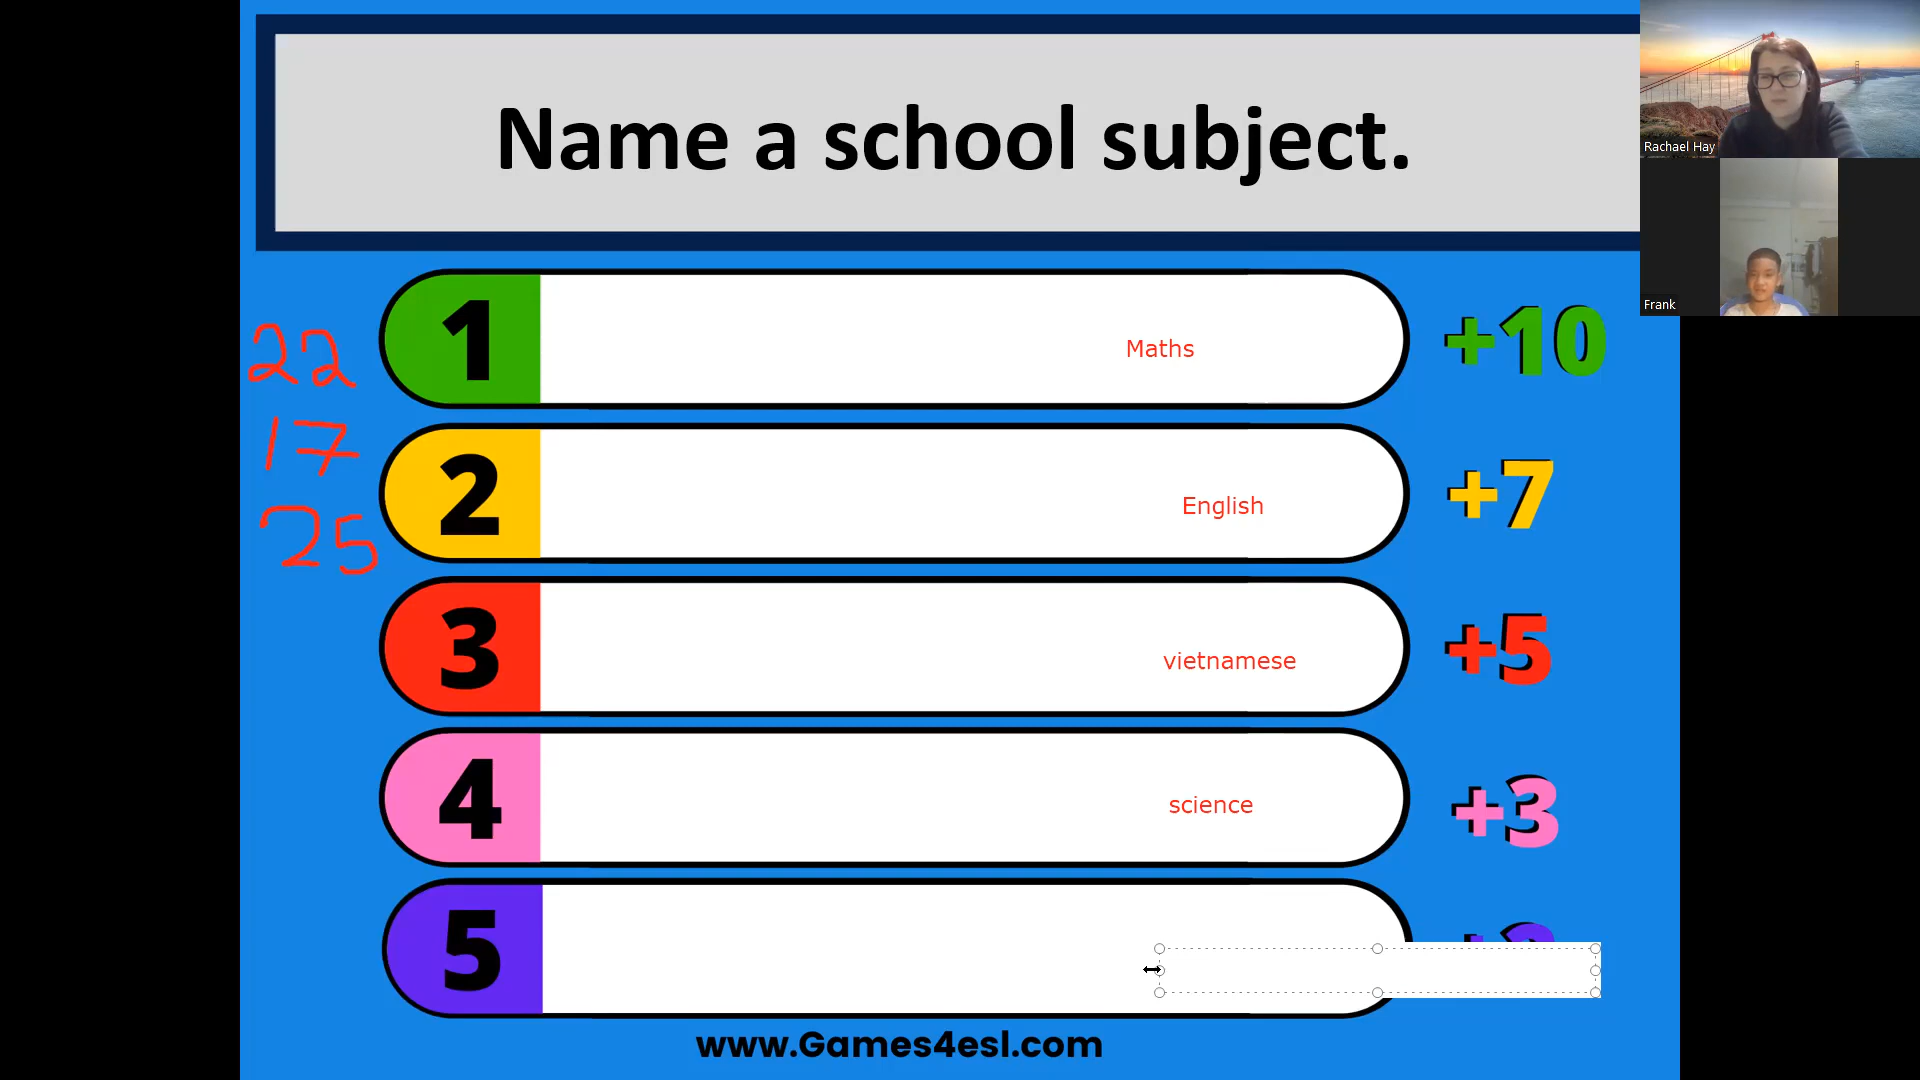 Name a school subject.
Rachael Hay
Frank
22
1 Maths +10
17
2 English +7
25
3 vietnamese +5
4 science +3
5
www.Games4esl.com